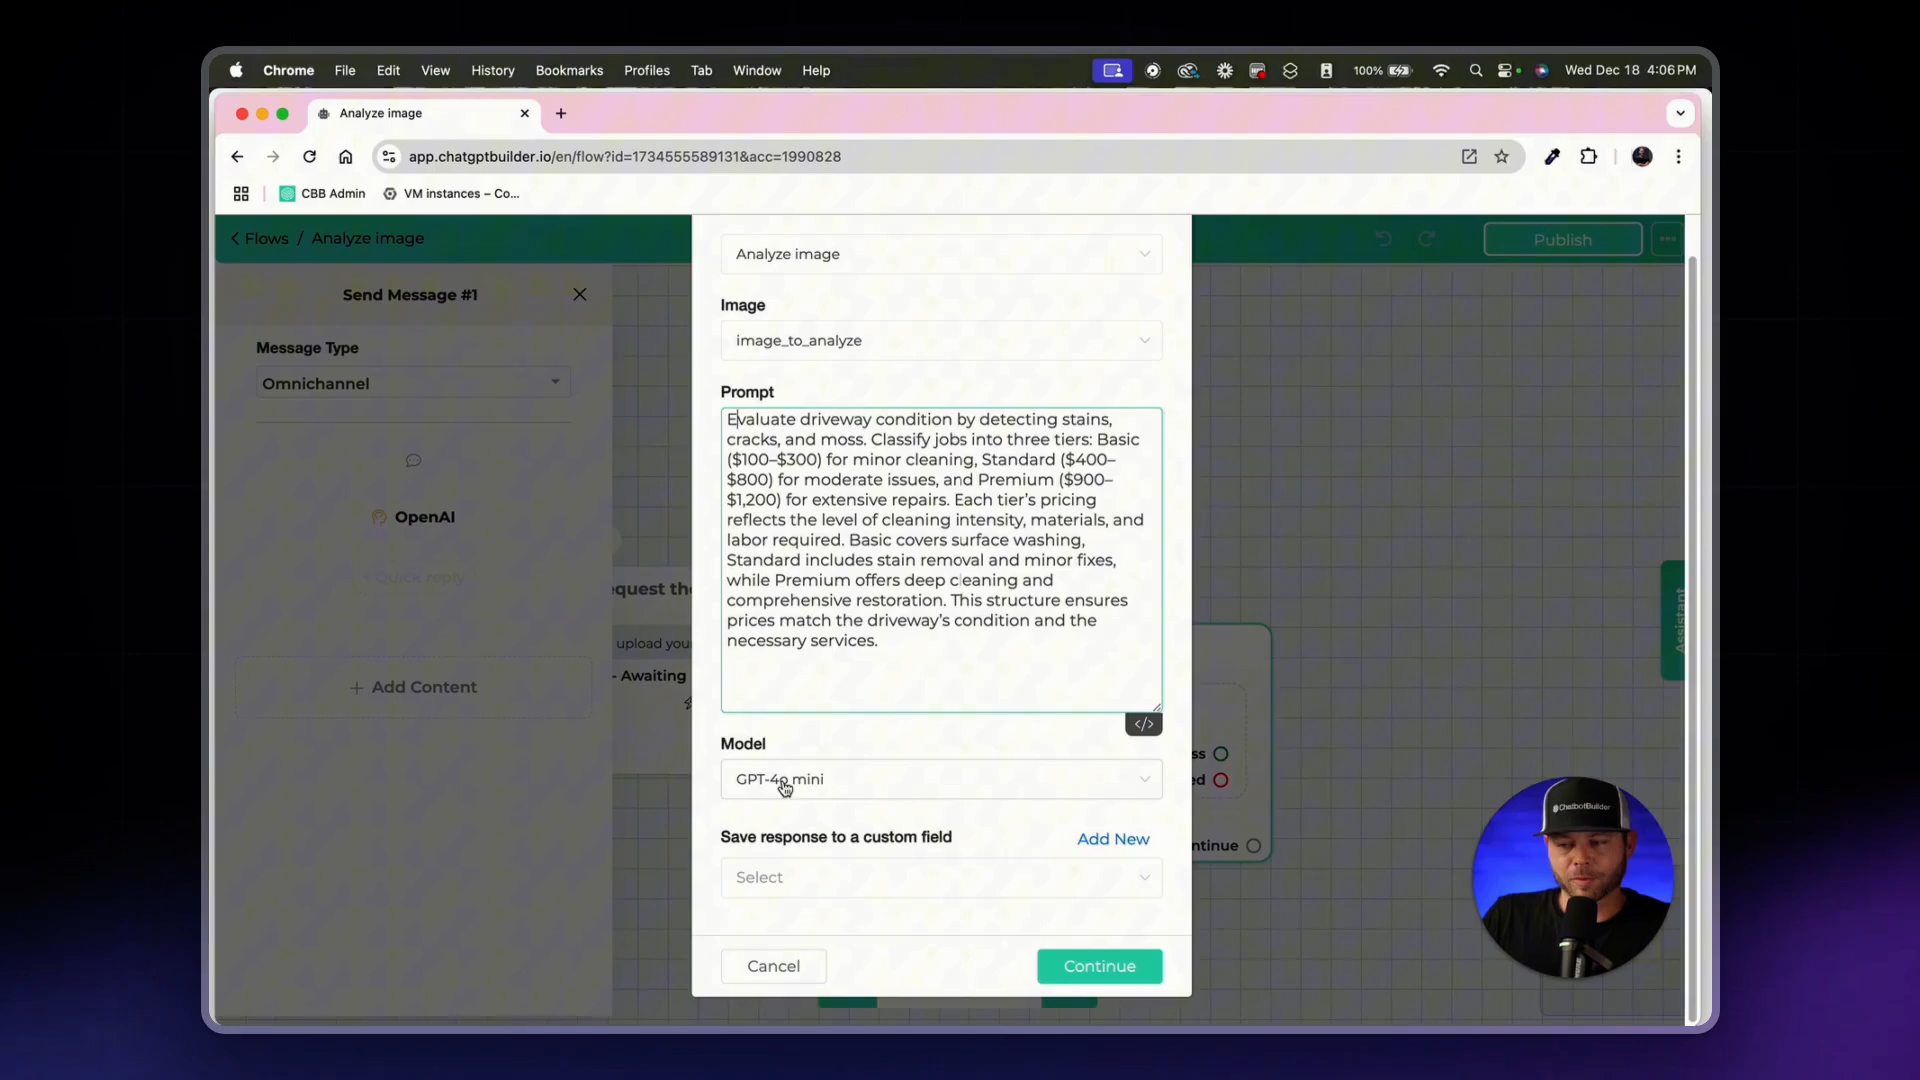 Chrome File Edit View History Bookmarks Profiles Tab Window Help 100% Wed Dec 18 4:06 PM
Analyze image
app.chatgptbuilder.io/en/flow?id=1734555589131&acc=1990828
CBB Admin VM instances – Co...
Flows / Analyze image
Publish
Send Message #1
Message Type
Omnichannel
OpenAI
+ Quick reply
+ Add Content
equest the
upload your
- Awaiting
Analyze image
Image
image_to_analyze
Prompt
Evaluate driveway condition by detecting stains,
cracks, and moss. Classify jobs into three tiers: Basic
($100–$300) for minor cleaning, Standard ($400–
$800) for moderate issues, and Premium ($900–
$1,200) for extensive repairs. Each tier’s pricing
reflects the level of cleaning intensity, materials, and
labor required. Basic covers surface washing,
Standard includes stain removal and minor fixes,
while Premium offers deep cleaning and
comprehensive restoration. This structure ensures
prices match the driveway’s condition and the
necessary services.
</>
Model
GPT-4o mini
Save response to a custom field Add New
Select
Cancel Continue
ss
ed
ntinue
Assistant
@ChatbotBuilder